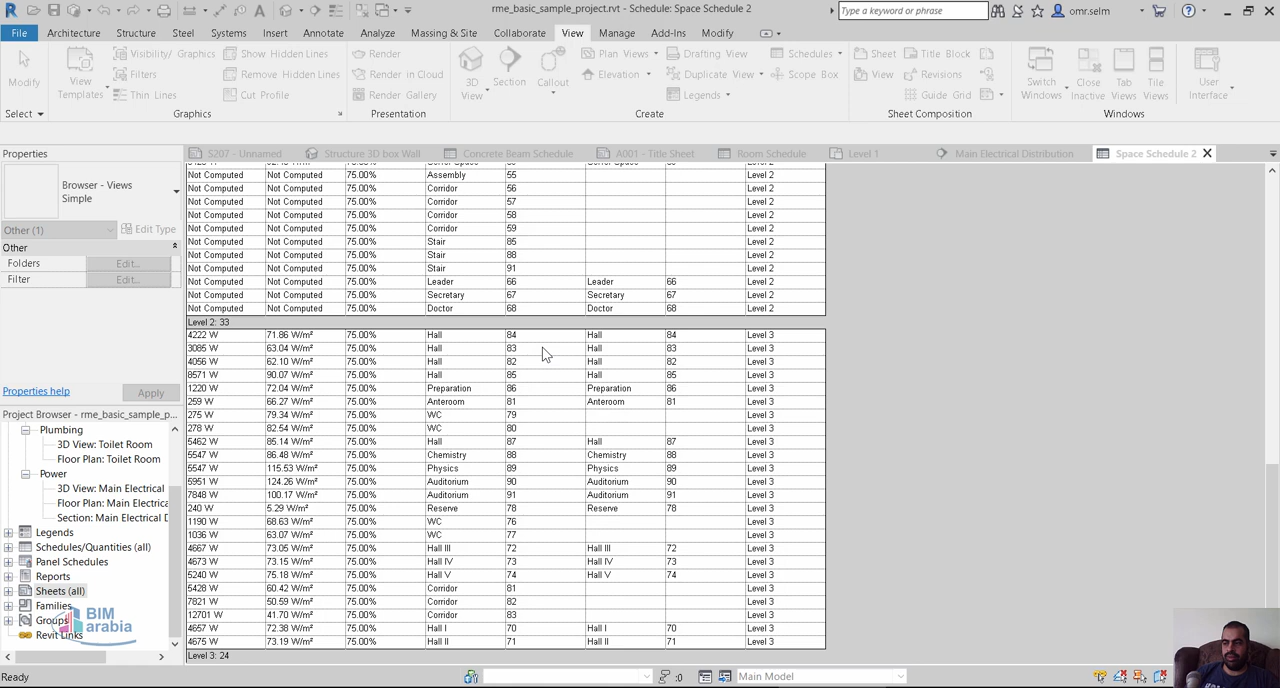 rme_basic_sample_project.rvt - Schedule: Space Schedule 2
Type a keyword or phrase
omr.selm
File Architecture Structure Steel Systems Insert Annotate Analyze Massing & Site Collaborate View Manage Add-Ins Modify
Modify
View Templates
Visibility/ Graphics
Filters
Thin Lines
Show Hidden Lines
Remove Hidden Lines
Cut Profile
Render
Render in Cloud
Render Gallery
3D View
Section
Callout
Plan Views
Elevation
Drafting View
Duplicate View
Legends
Schedules
Scope Box
Sheet
View
Title Block
Revisions
Guide Grid
Switch Windows
Close Inactive
Tab Views
Tile Views
User Interface
Select Graphics Presentation Create Sheet Composition Windows
Properties
Browser - Views
Simple
Other (1) Edit Type
Other
Folders Edit...
Filter Edit...
Properties help Apply
Project Browser - rme_basic_sample_p...
Plumbing
3D View: Toilet Room
Floor Plan: Toilet Room
Power
3D View: Main Electrical
Floor Plan: Main Electrica
Section: Main Electrical D
Legends
Schedules/Quantities (all)
Panel Schedules
Reports
Sheets (all)
Families
Groups
Revit Links
BIM
arabia
S207 - Unnamed Structure 3D box Wall Concrete Beam Schedule A001 - Title Sheet Room Schedule Level 1 Main Electrical Distribution Space Schedule 2
Not Computed Not Computed 75.00% Assembly 55 Level 2
Not Computed Not Computed 75.00% Corridor 56 Level 2
Not Computed Not Computed 75.00% Corridor 57 Level 2
Not Computed Not Computed 75.00% Corridor 58 Level 2
Not Computed Not Computed 75.00% Corridor 59 Level 2
Not Computed Not Computed 75.00% Stair 85 Level 2
Not Computed Not Computed 75.00% Stair 88 Level 2
Not Computed Not Computed 75.00% Stair 91 Level 2
Not Computed Not Computed 75.00% Leader 66 Leader 66 Level 2
Not Computed Not Computed 75.00% Secretary 67 Secretary 67 Level 2
Not Computed Not Computed 75.00% Doctor 68 Doctor 68 Level 2
Level 2: 33
4222 W 71.86 W/m² 75.00% Hall 84 Hall 84 Level 3
3085 W 63.04 W/m² 75.00% Hall 83 Hall 83 Level 3
4056 W 62.10 W/m² 75.00% Hall 82 Hall 82 Level 3
8571 W 90.07 W/m² 75.00% Hall 85 Hall 85 Level 3
1220 W 72.04 W/m² 75.00% Preparation 86 Preparation 86 Level 3
259 W 66.27 W/m² 75.00% Anteroom 81 Anteroom 81 Level 3
275 W 79.34 W/m² 75.00% WC 79 Level 3
278 W 82.54 W/m² 75.00% WC 80 Level 3
5462 W 85.14 W/m² 75.00% Hall 87 Hall 87 Level 3
5547 W 86.48 W/m² 75.00% Chemistry 88 Chemistry 88 Level 3
5547 W 115.53 W/m² 75.00% Physics 89 Physics 89 Level 3
5951 W 124.26 W/m² 75.00% Auditorium 90 Auditorium 90 Level 3
7848 W 100.17 W/m² 75.00% Auditorium 91 Auditorium 91 Level 3
240 W 5.29 W/m² 75.00% Reserve 78 Reserve 78 Level 3
1190 W 68.63 W/m² 75.00% WC 76 Level 3
1036 W 63.07 W/m² 75.00% WC 77 Level 3
4667 W 73.05 W/m² 75.00% Hall III 72 Hall III 72 Level 3
4673 W 73.15 W/m² 75.00% Hall IV 73 Hall IV 73 Level 3
5240 W 75.18 W/m² 75.00% Hall V 74 Hall V 74 Level 3
5428 W 60.42 W/m² 75.00% Corridor 81 Level 3
7821 W 50.59 W/m² 75.00% Corridor 82 Level 3
12701 W 41.70 W/m² 75.00% Corridor 83 Level 3
4657 W 72.38 W/m² 75.00% Hall I 70 Hall I 70 Level 3
4675 W 73.19 W/m² 75.00% Hall II 71 Hall II 71 Level 3
Level 3: 24
Ready :0 Main Model